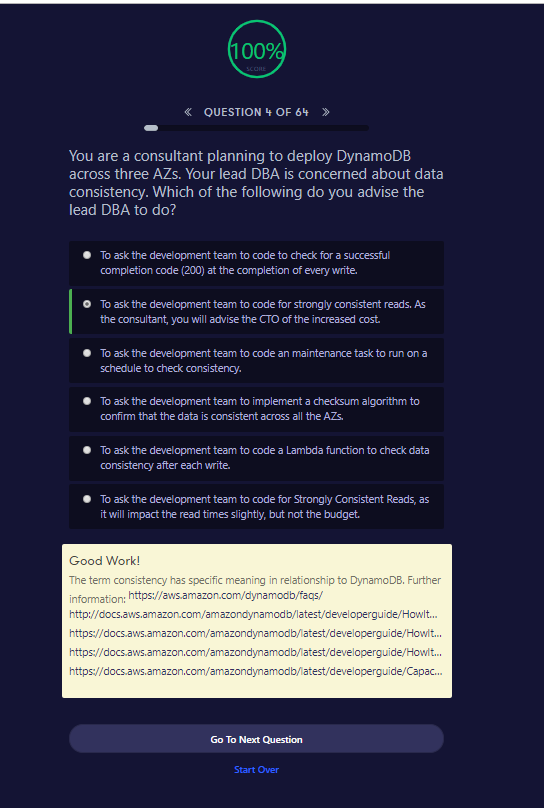 100%
SCORE
QUESTION 4 OF 64
You are a consultant planning to deploy DynamoDB
across three AZs. Your lead DBA is concerned about data
consistency. Which of the following do you advise the
lead DBA to do?
To ask the development team to code to check for a successful
completion code (200) at the completion of every write.
To ask the development team to code for strongly consistent reads. As
the consultant, you will advise the CTO of the increased cost.
To ask the development team to code an maintenance task to run on a
schedule to check consistency.
To ask the development team to implement a checksum algorithm to
confirm that the data is consistent across all the AZs.
To ask the development team to code a Lambda function to check data
consistency after each write.
To ask the development team to code for Strongly Consistent Reads, as
it will impact the read times slightly, but not the budget.
Good Work!
The term consistency has specific meaning in relationship to DynamoDB. Further
information: https://aws.amazon.com/dynamodb/faqs/
http://docs.aws.amazon.com/amazondynamodb/latest/developerguide/HowIt...
https://docs.aws.amazon.com/amazondynamodb/latest/developerguide/HowIt...
https://docs.aws.amazon.com/amazondynamodb/latest/developerguide/HowIt...
https://docs.aws.amazon.com/amazondynamodb/latest/developerguide/Capac...
Go To Next Question
Start Over